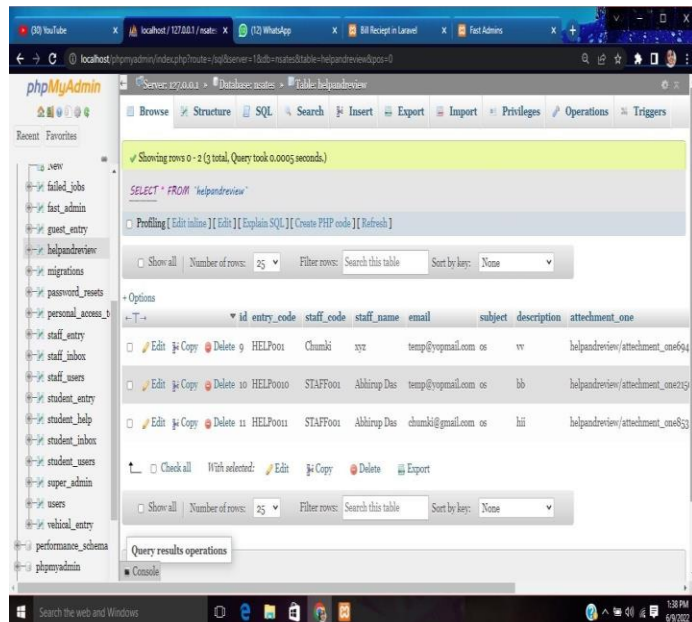 (30) YouTube
localhost / 127.0.0.1 / nsates
(12) WhatsApp
Bill Reciept in Laravel
Fast Admins
localhost/phpmyadmin/index.php?route=/sql&server=1&db=nsates&table=helpandreview&pos=0
phpMyAdmin
Recent Favorites
New
failed_jobs
fast_admin
guest_entry
helpandreview
migrations
password_resets
personal_access_t
staff_entry
staff_inbox
staff_users
student_entry
student_help
student_inbox
student_users
super_admin
users
vehical_entry
performance_schema
phpmyadmin
Server: 127.0.0.1 » Database: nsates » Table: helpandreview
Browse Structure SQL Search Insert Export Import Privileges Operations Triggers
Showing rows 0 - 2 (3 total, Query took 0.0005 seconds.)
SELECT * FROM `helpandreview`
Profiling [ Edit inline ] [ Edit ] [ Explain SQL ] [ Create PHP code ] [ Refresh ]
Show all | Number of rows: 25 Filter rows: Search this table Sort by key: None
+ Options
←T→ id entry_code staff_code staff_name email subject description attechment_one
Edit Copy Delete 9 HELP001 Chumki xyz temp@yopmail.com os vv helpandreview/attechment_one694
Edit Copy Delete 10 HELP0010 STAFF001 Abhirup Das temp@yopmail.com os bb helpandreview/attechment_one215
Edit Copy Delete 11 HELP0011 STAFF001 Abhirup Das chumki@gmail.com os hii helpandreview/attechment_one853
Check all With selected: Edit Copy Delete Export
Show all | Number of rows: 25 Filter rows: Search this table Sort by key: None
Query results operations
Console
Search the web and Windows
1:38 PM
6/9/2022